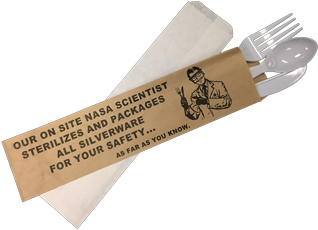 OUR ON SITE NASA SCIENTIST
STERILIZES AND PACKAGES
ALL SILVERWARE
FOR YOUR SAFETY...
AS FAR AS YOU KNOW.